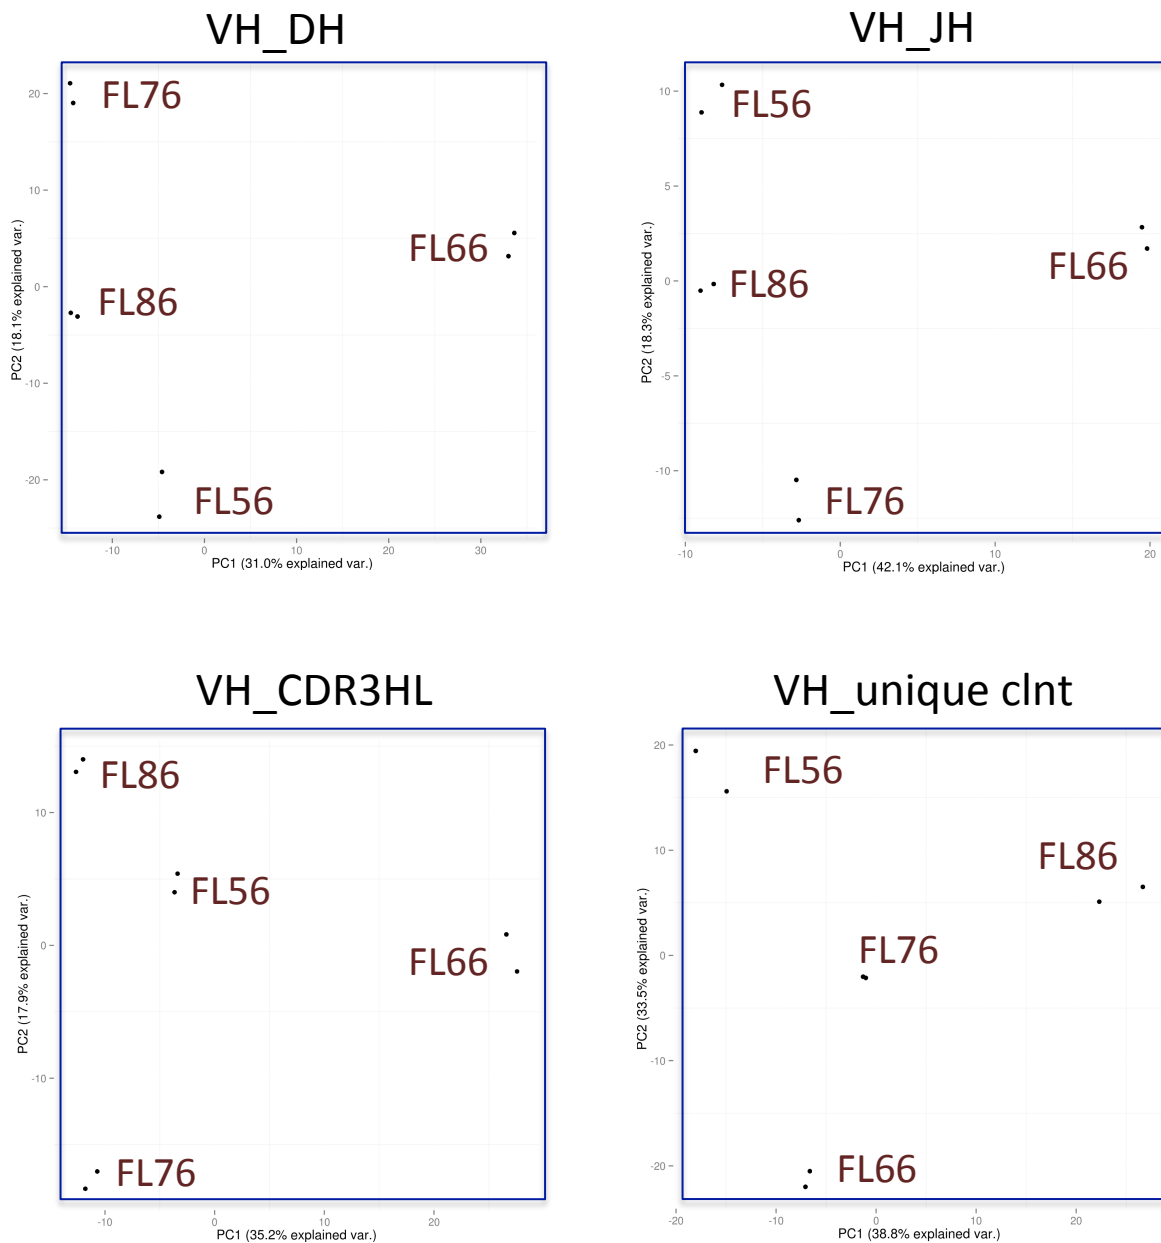 VH_DH
20
10
0
-10
-20
PC2 (18.1% explained var.)
FL76
FL66
FL86
FL56
-10
0
10
20
30
PC1 (31.0% explained var.)
VH_JH
10
5
0
-5
-10
PC2 (18.3% explained var.)
FL56
FL66
FL86
FL76
-10
0
10
20
PC1 (42.1% explained var.)
VH_CDR3HL
10
0
-10
PC2 (17.9% explained var.)
FL86
FL56
FL66
FL76
-10
0
10
20
PC1 (35.2% explained var.)
VH_unique clnt
20
10
0
-10
-20
PC2 (33.5% explained var.)
FL56
FL86
FL76
FL66
-20
-10
0
10
20
PC1 (38.8% explained var.)